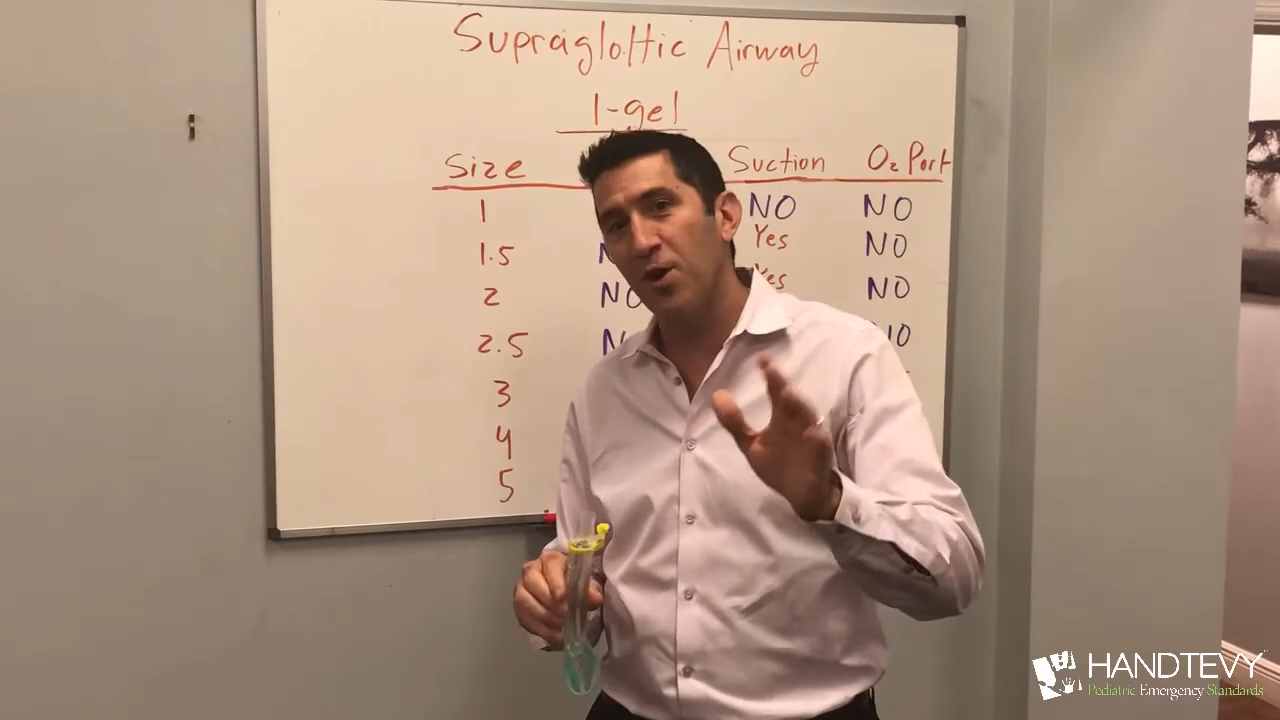 Supraglottic Airway
I-gel
Size Suction O₂ Port
1 NO NO
1.5 Yes NO
2 NO Yes NO
2.5
3
4
5
HANDTEVY
Pediatric Emergency Standards